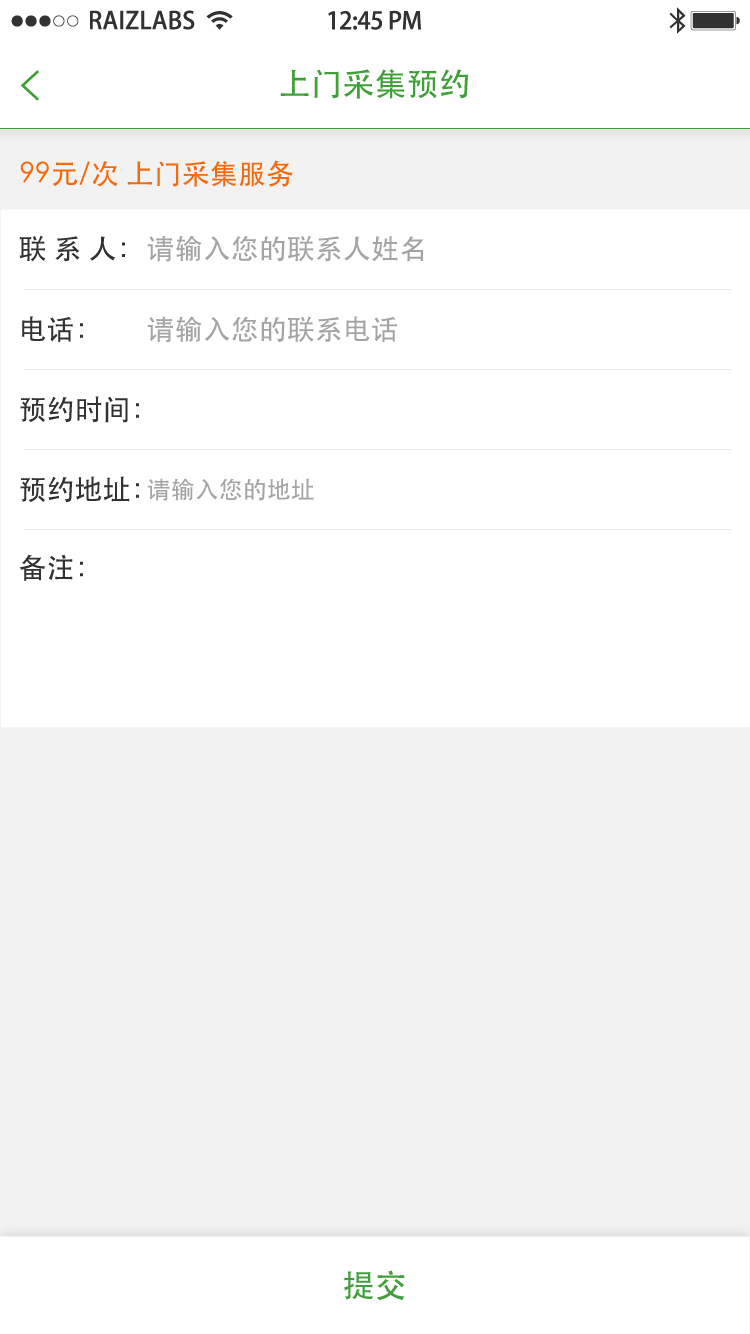 RAIZLABS 12:45 PM
上门采集预约
99元/次 上门采集服务
联 系 人: 请输入您的联系人姓名
电话: 请输入您的联系电话
预约时间:
预约地址: 请输入您的地址
备注:
提交